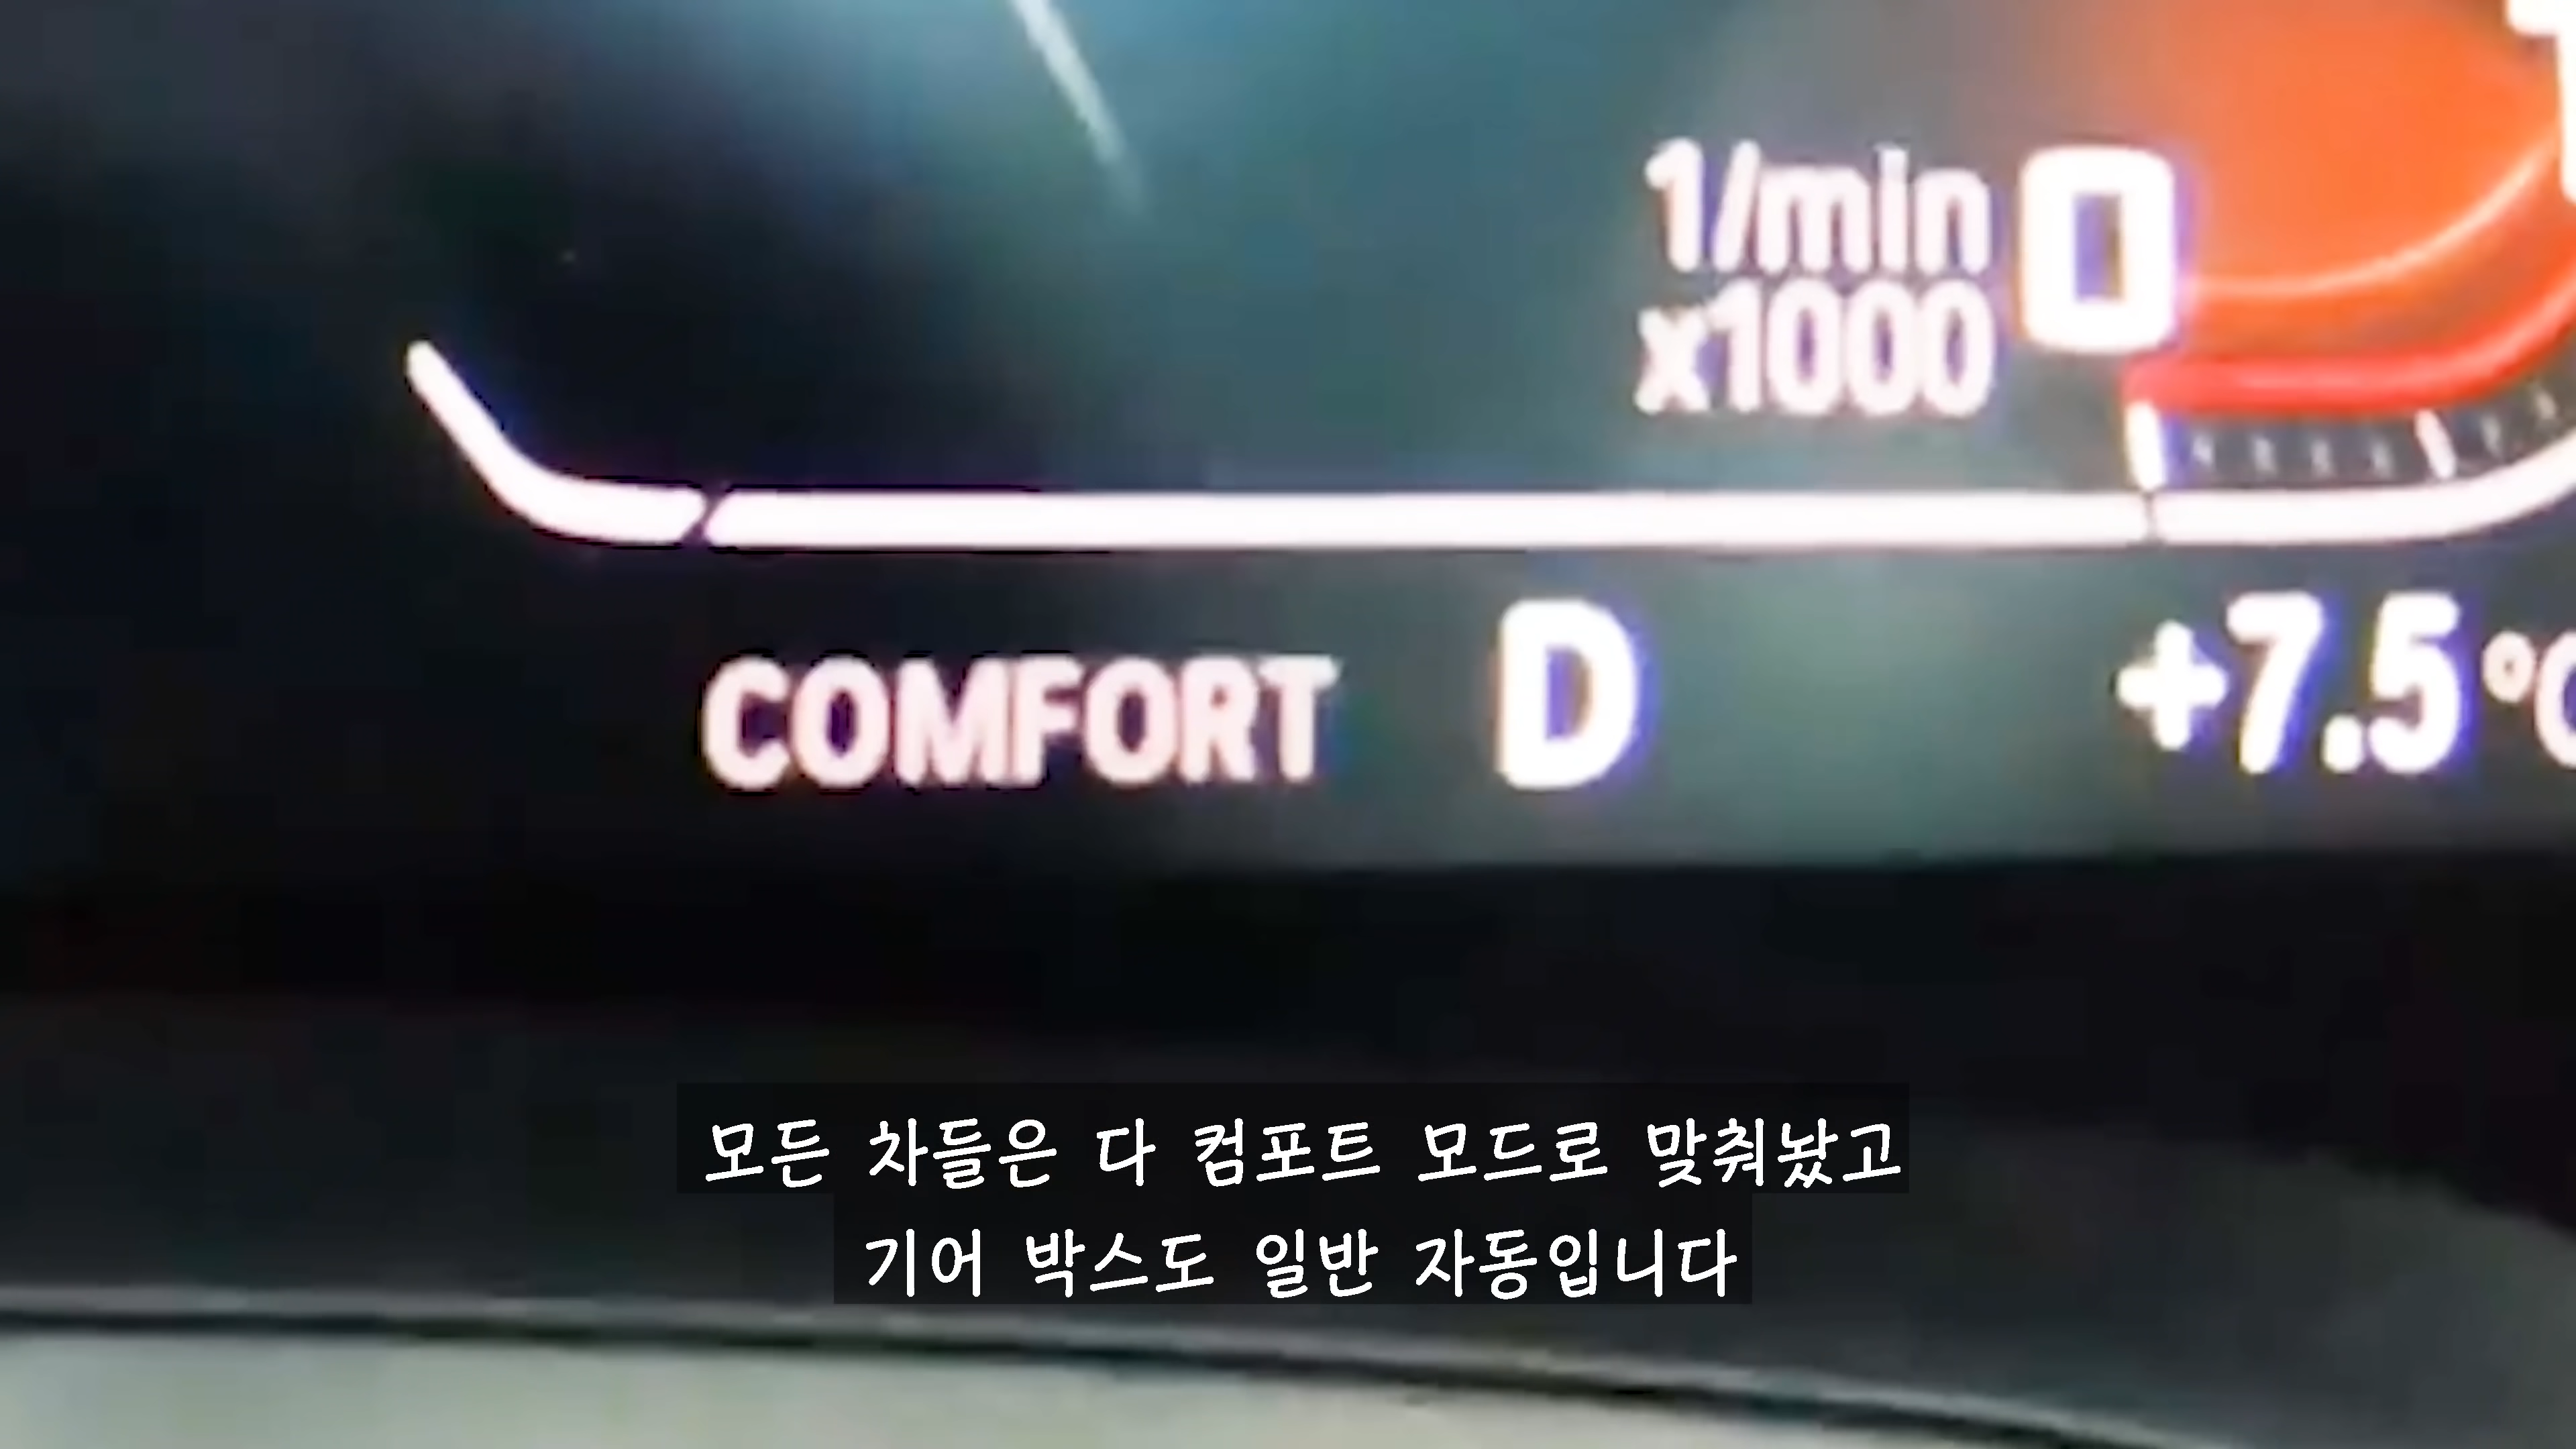 1/min
x1000
0
COMFORT D +7.5 °C
모든 차들은 다 컴포트 모드로 맞춰놨고
기어 박스도 일반 자동입니다